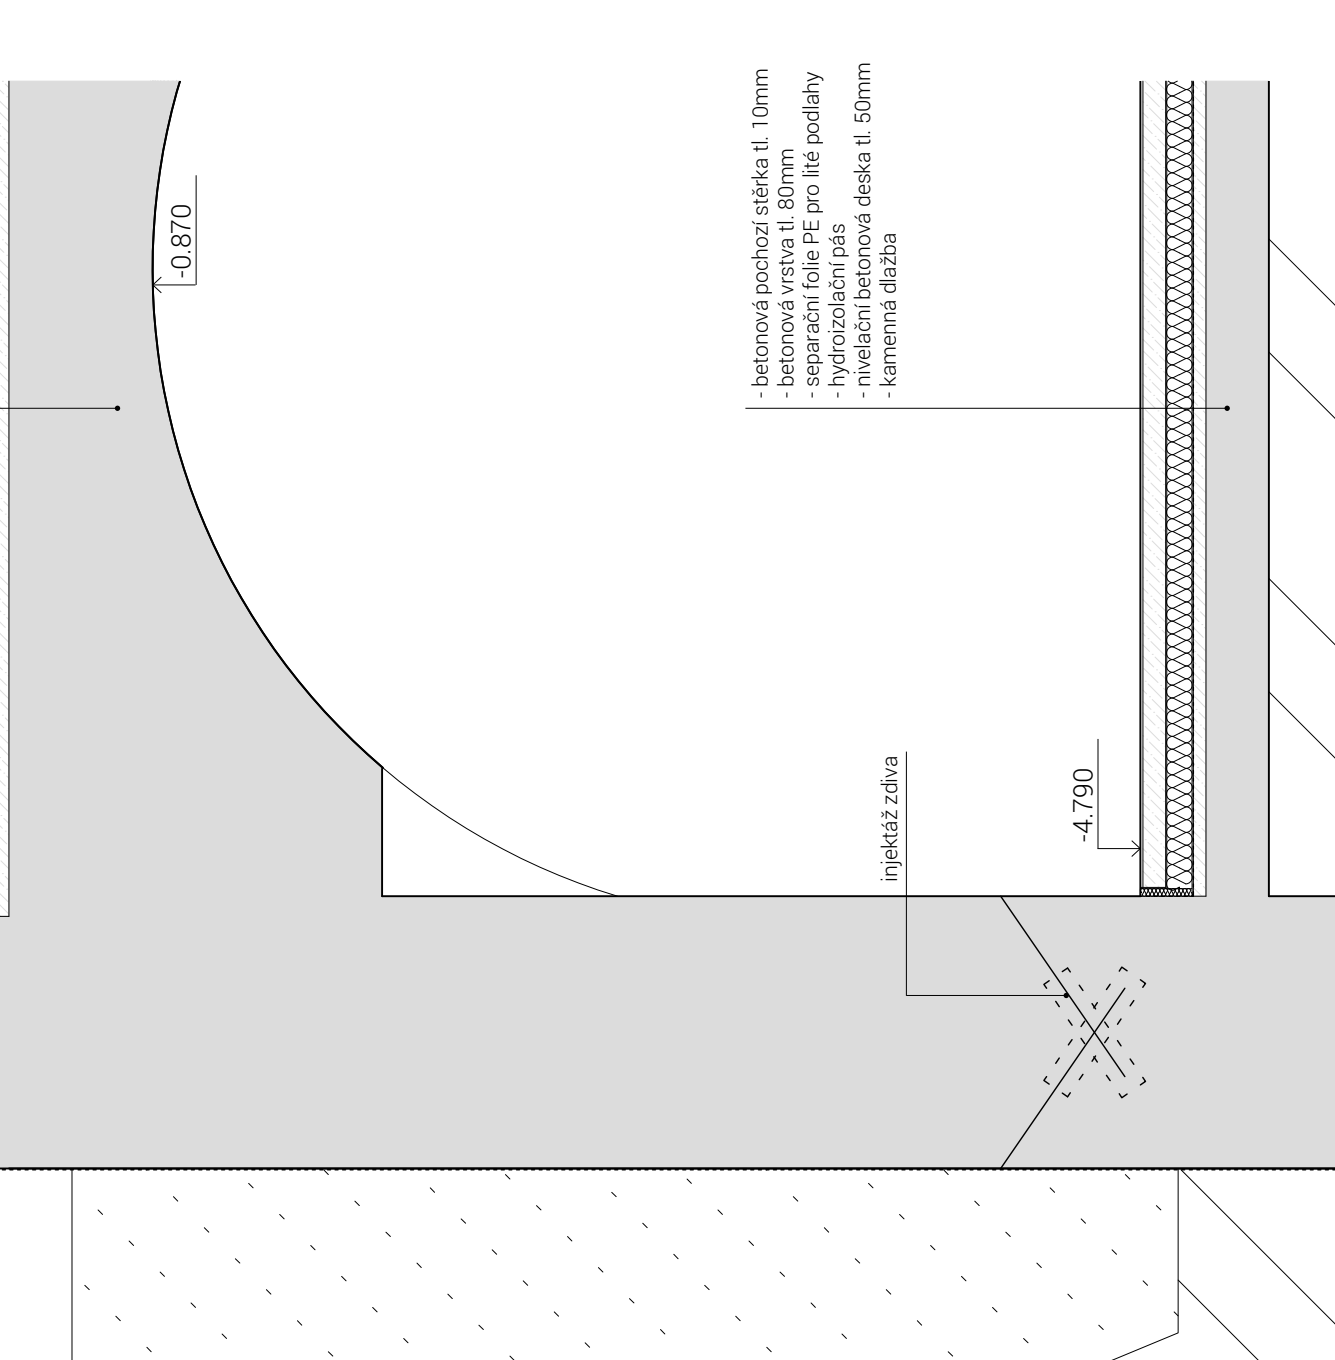 -0.870
- betonová pochozí stěrka tl. 10mm
- betonová vrstva tl. 80mm
- separační folie PE pro lité podlahy
- hydroizolační pás
- nivelační betonová deska tl. 50mm
- kamenná dlažba
injektáž zdiva
-4.790